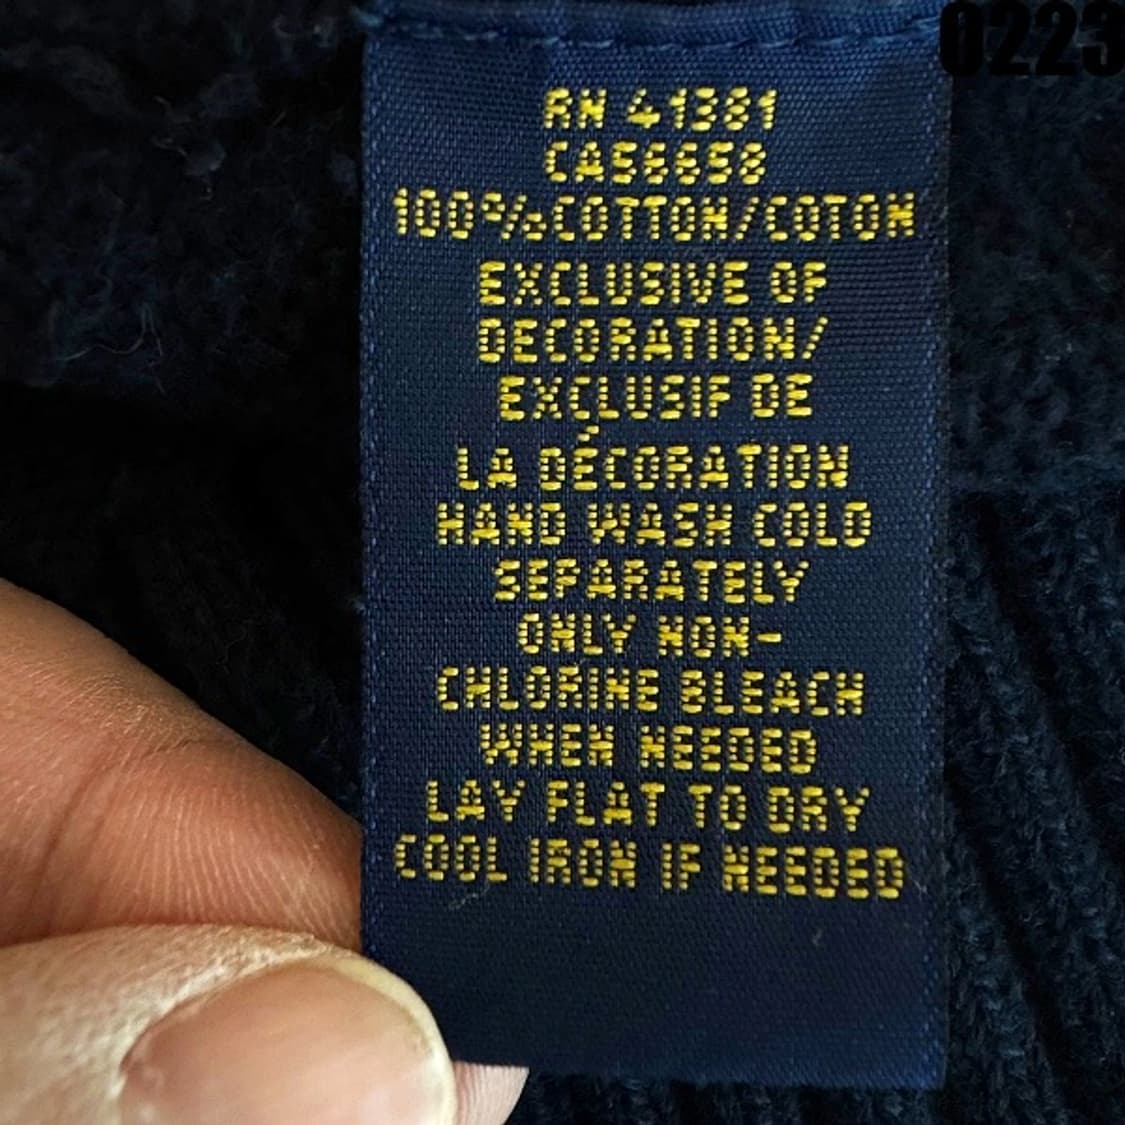 0223
RN 41381
CA56658
100%COTTON/COTON
EXCLUSIVE OF
DECORATION/
EXCLUSIF DE
LA DÉCORATION
HAND WASH COLD
SEPARATELY
ONLY NON-
CHLORINE BLEACH
WHEN NEEDED
LAY FLAT TO DRY
COOL IRON IF NEEDED